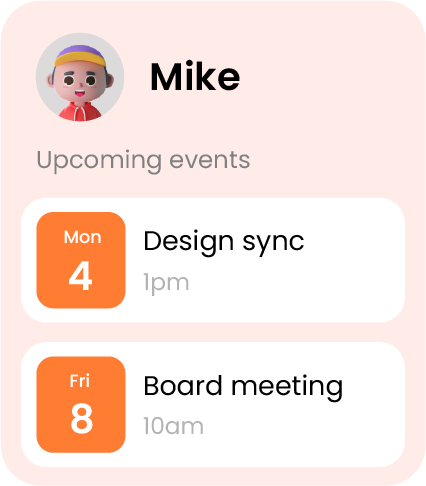 Mike
Upcoming events
Mon
4
Design sync
1pm
Fri
8
Board meeting
10am